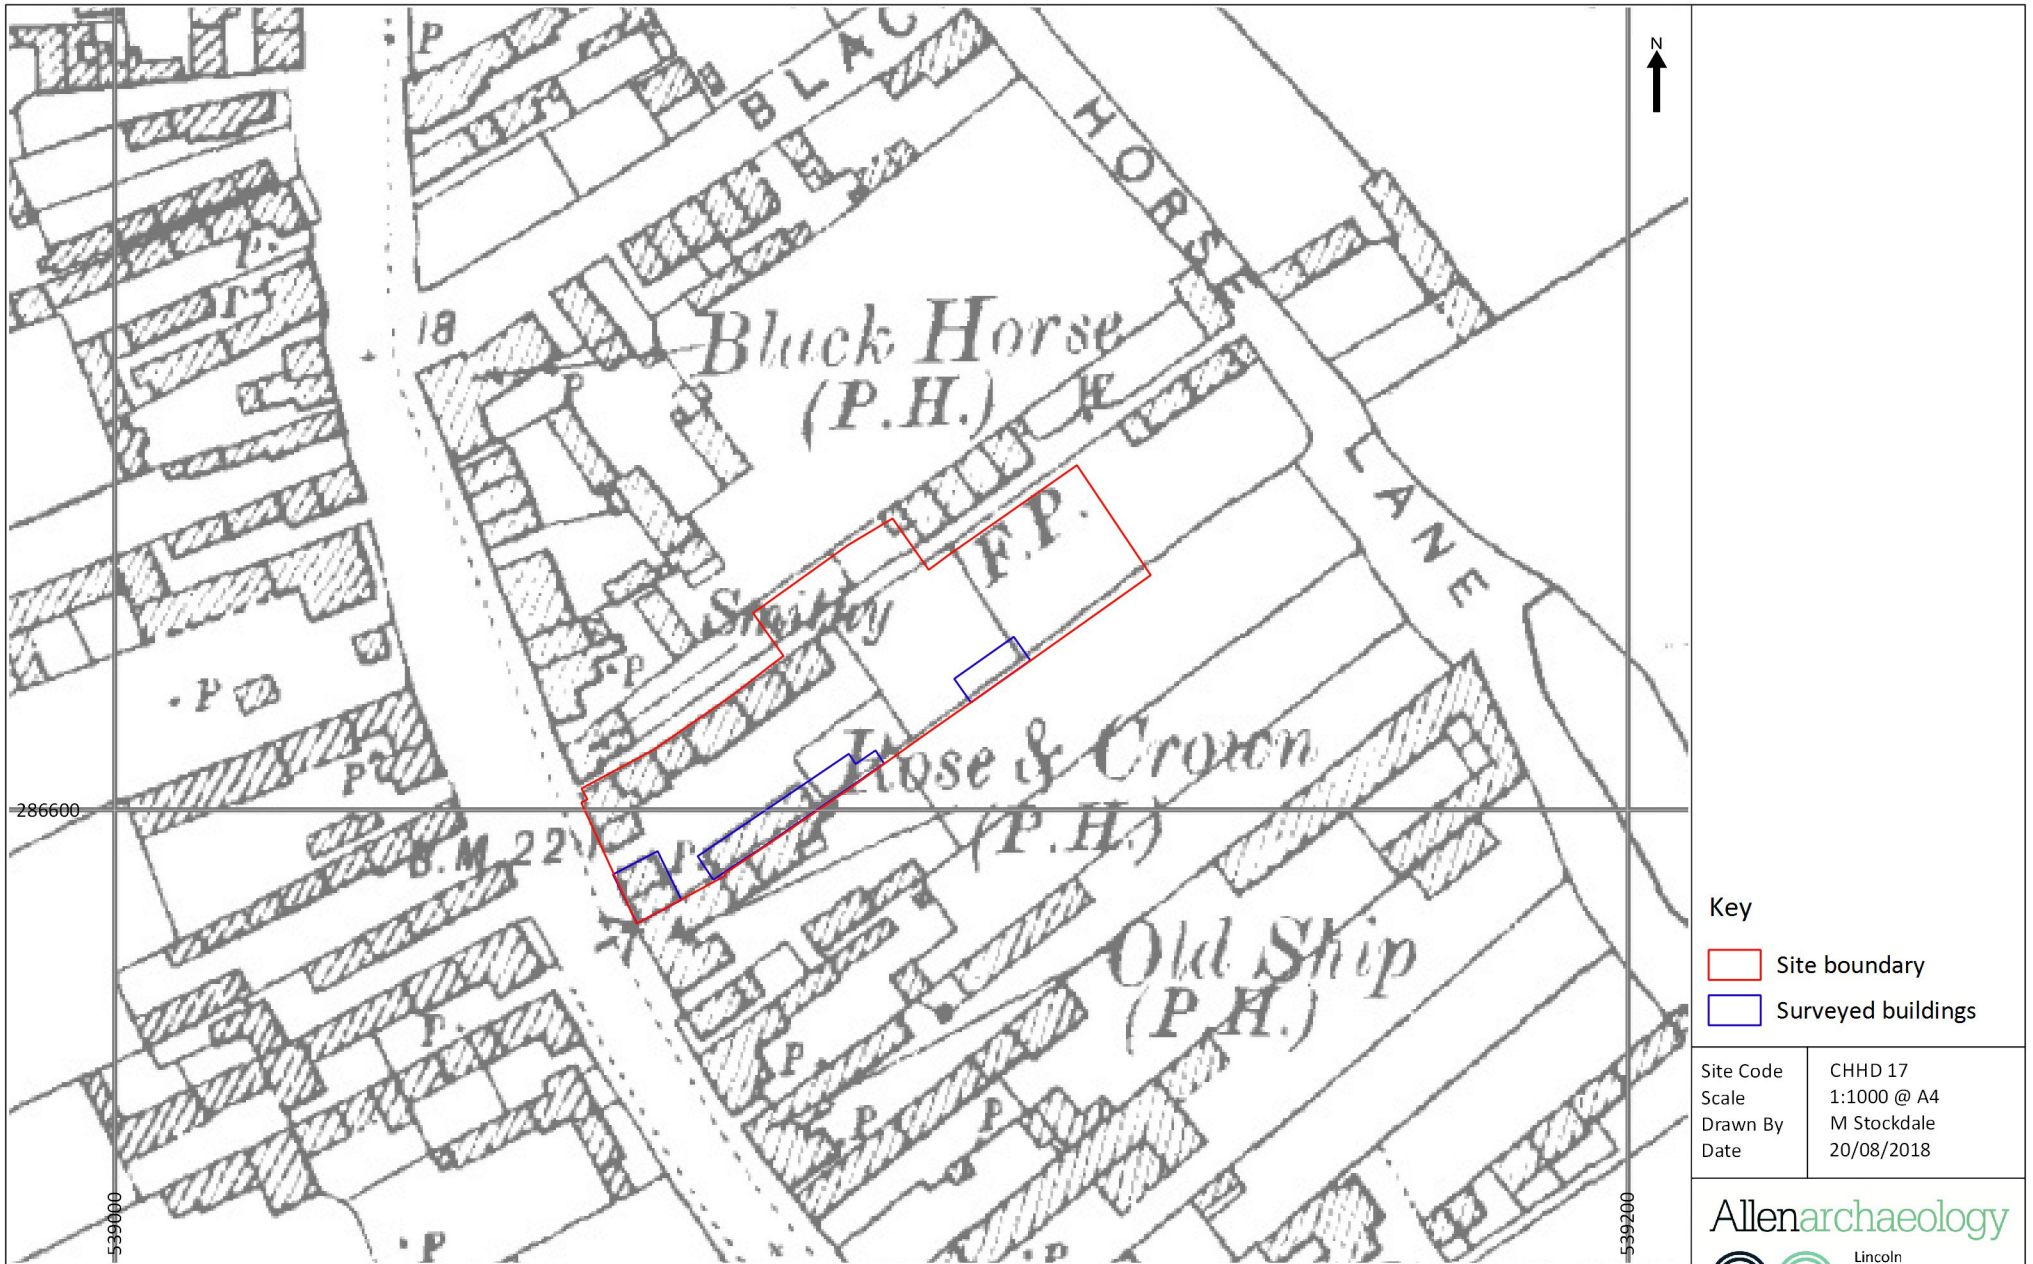 N
P
BLAC
HORSE
P.
P
18
Black Horse
(P.H.)
P
F.P.
LANE
Smithy
P
P
P
Rose & Crown
(P.H.)
286600
B.M. 22
P
Old Ship
(P.H.)
P
P
P
P
P
P
539000
539200
Key
Site boundary
Surveyed buildings
Site Code CHHD 17
Scale 1:1000 @ A4
Drawn By M Stockdale
Date 20/08/2018
Allenarchaeology
Lincoln